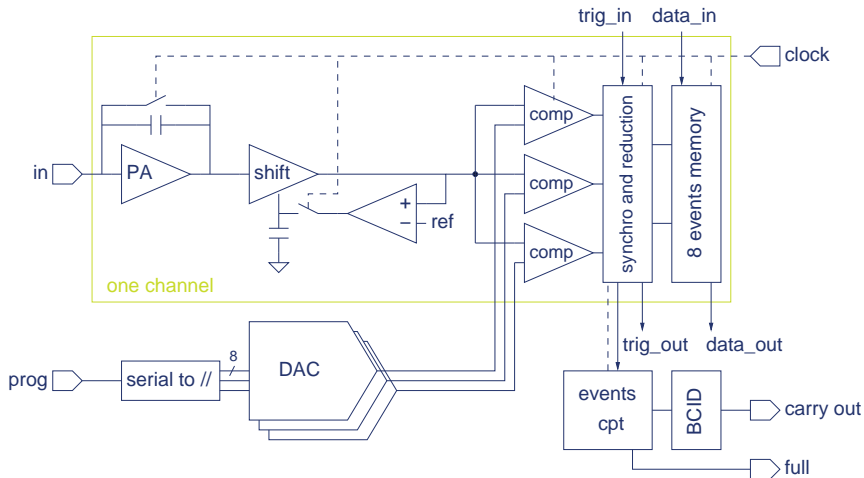 trig_in
data_in
clock
comp
in
PA
shift
comp
+
−
ref
comp
synchro and reduction
8 events memory
one channel
trig_out
data_out
prog
serial to //
8
DAC
events
cpt
BCID
carry out
full